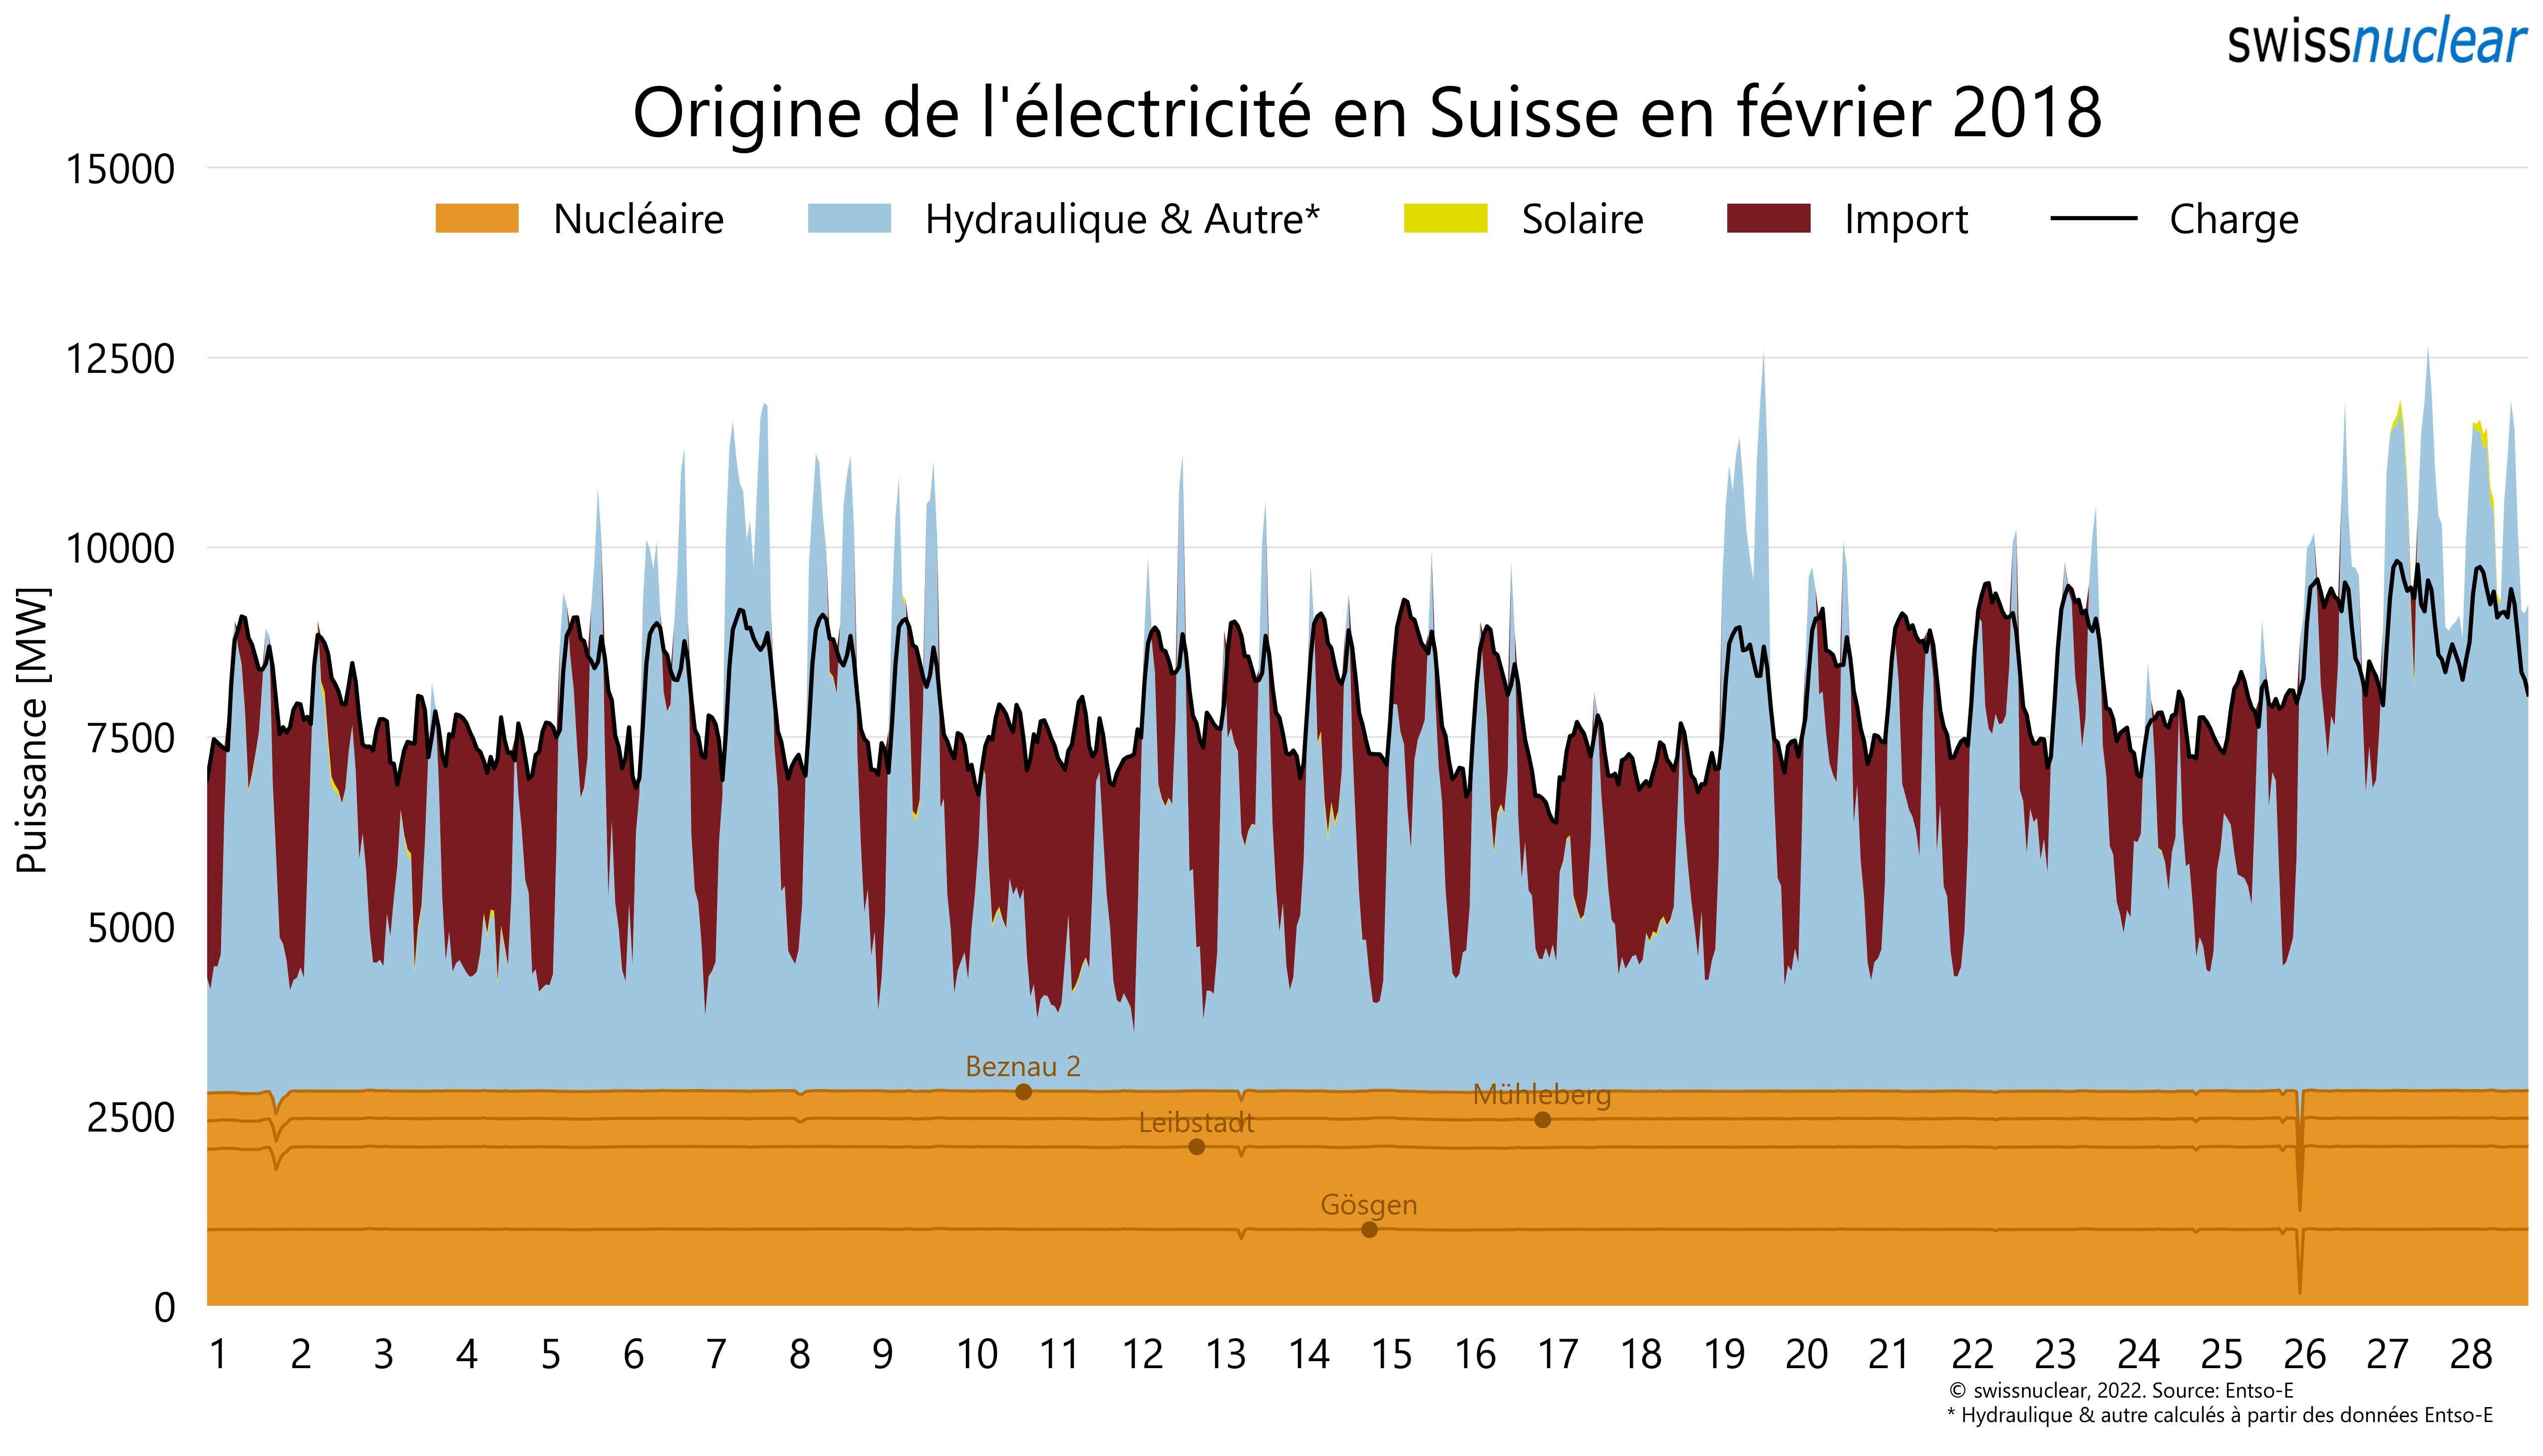 swissnuclear
Origine de l'électricité en Suisse en février 2018
15000
Nucléaire Hydraulique & Autre* Solaire Import Charge
12500
10000
7500
5000
2500
0
Puissance [MW]
Beznau 2
Mühleberg
Leibstadt
Gösgen
1 2 3 4 5 6 7 8 9 10 11 12 13 14 15 16 17 18 19 20 21 22 23 24 25 26 27 28
© swissnuclear, 2022. Source: Entso-E
* Hydraulique & autre calculés à partir des données Entso-E